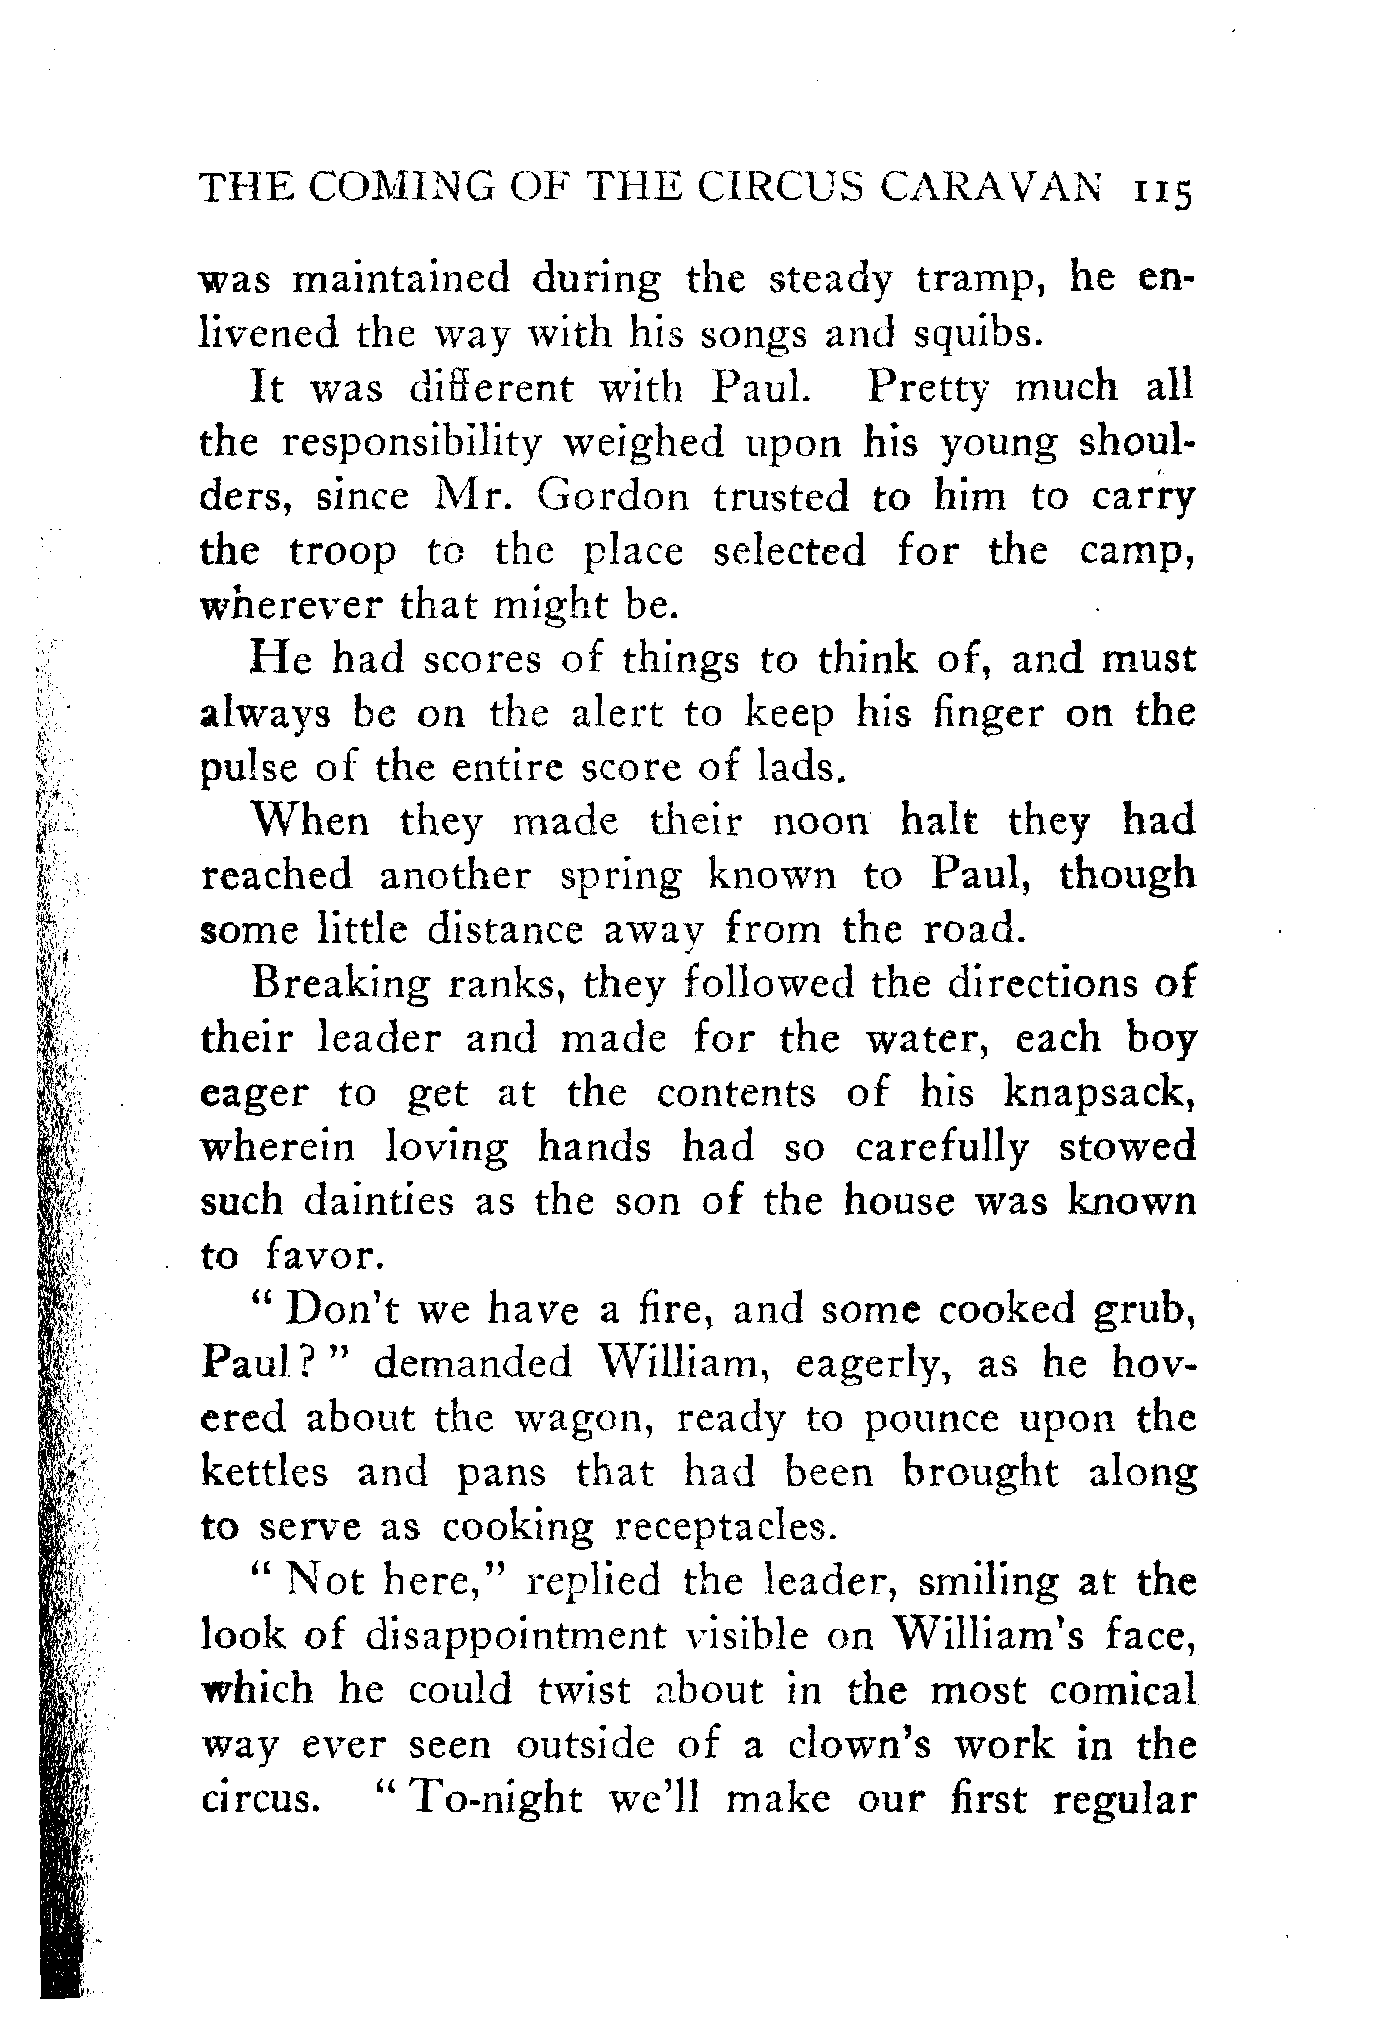 THE COMING OF THE CIRCUS CARAVAN 115
was maintained during the steady tramp, he en-
livened the way with his songs and squibs.
It was different with Paul. Pretty much all
the responsibility weighed upon his young shoul-
ders, since Mr. Gordon trusted to him to carry
the troop to the place selected for the camp,
wherever that might be.
He had scores of things to think of, and must
always be on the alert to keep his finger on the
pulse of the entire score of lads.
When they made their noon halt they had
reached another spring known to Paul, though
some little distance away from the road.
Breaking ranks, they followed the directions of
their leader and made for the water, each boy
eager to get at the contents of his knapsack,
wherein loving hands had so carefully stowed
such dainties as the son of the house was known
to favor.
" Don't we have a fire, and some cooked grub,
Paul? " demanded William, eagerly, as he hov-
ered about the wagon, ready to pounce upon the
kettles and pans that had been brought along
to serve as cooking receptacles.
" Not here," replied the leader, smiling at the
look of disappointment visible on William's face,
which he could twist about in the most comical
way ever seen outside of a clown's work in the
circus. " To-night we'll make our first regular